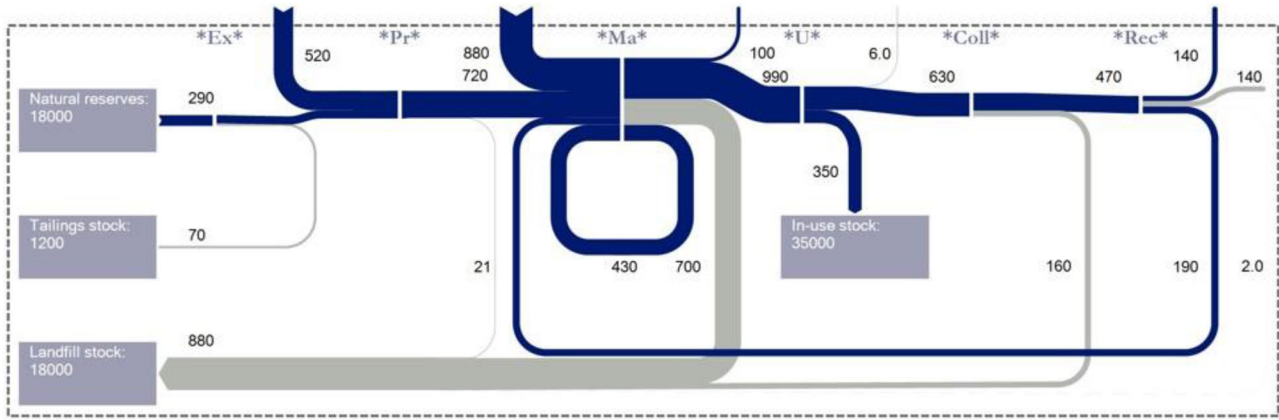 *Ex*
*Pr*
*Ma*
*U*
*Coll*
*Rec*
520
880
720
100
990
6.0
630
470
140
140
Natural reserves:
18000
290
350
Tailings stock:
1200
70
In-use stock:
35000
21
430
700
160
190
2.0
Landfill stock:
18000
880